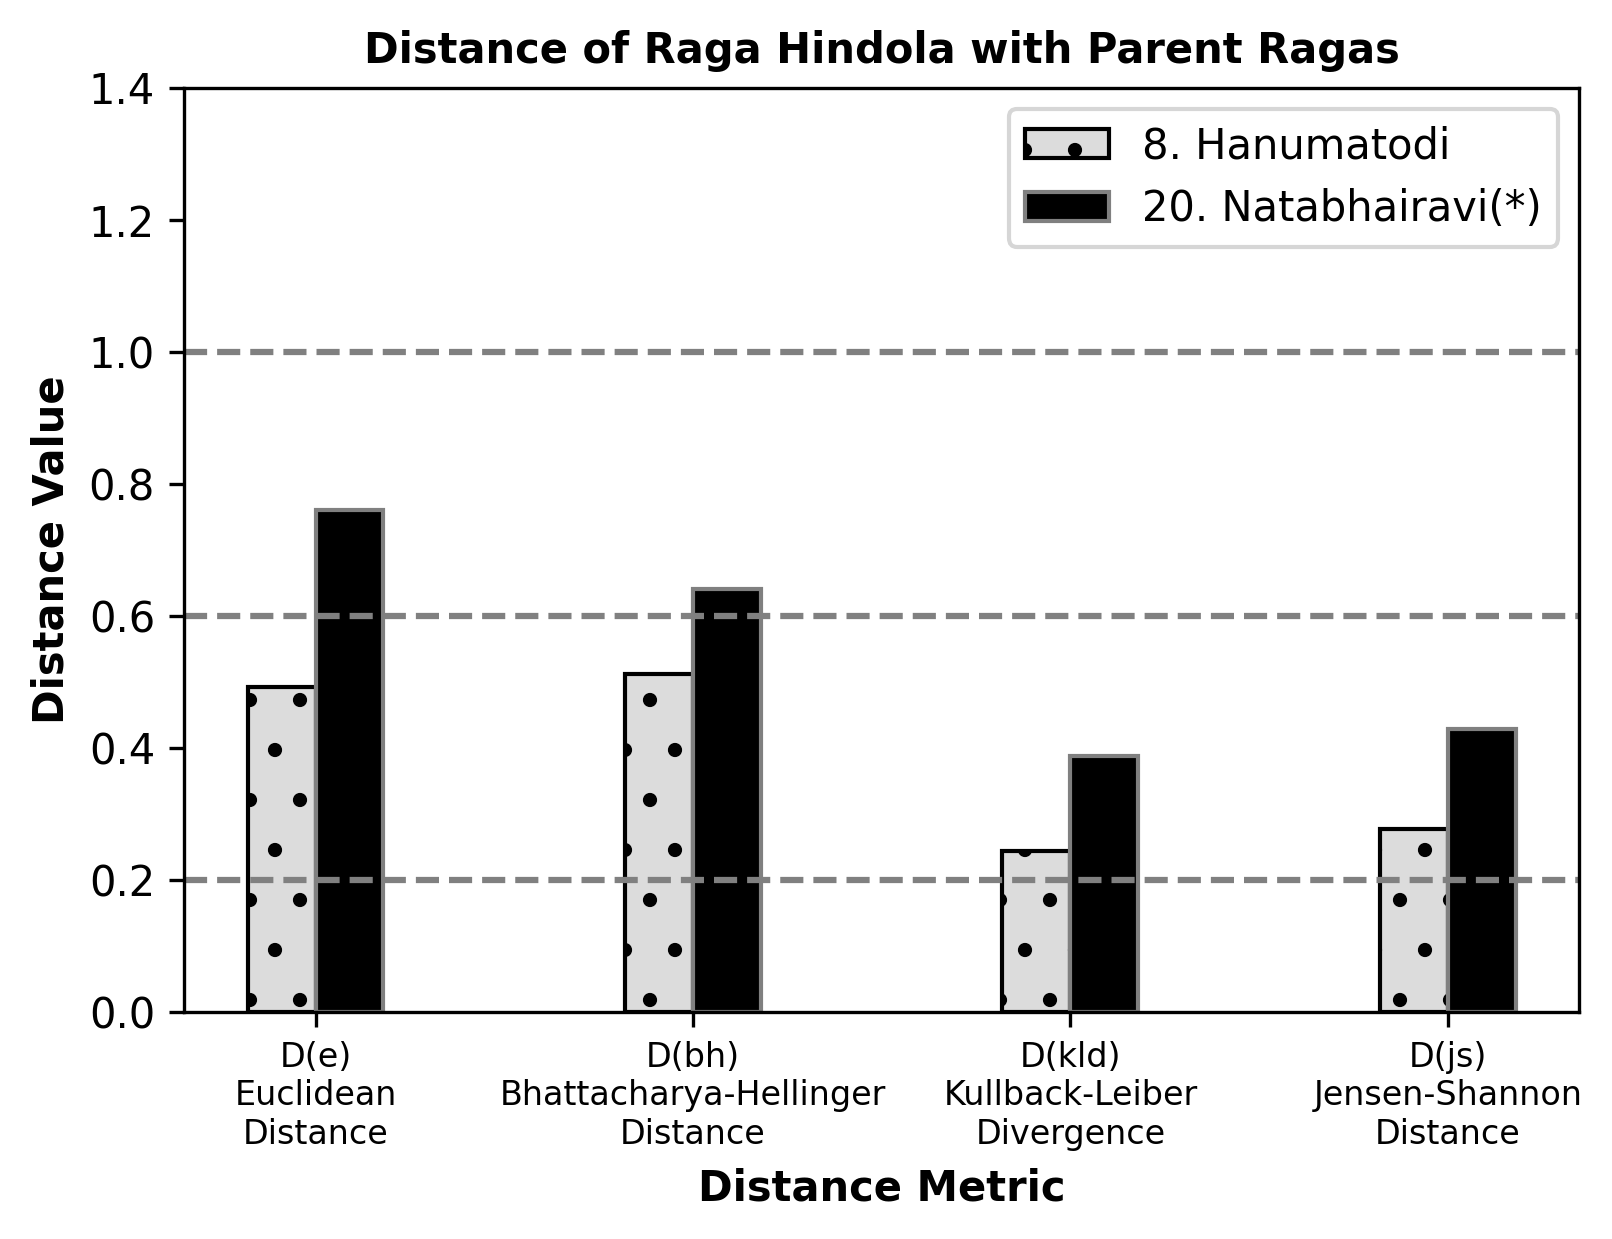 Distance of Raga Hindola with Parent Ragas
1.4
1.2
1.0
0.8
0.6
0.4
0.2
0.0
Distance Value
8. Hanumatodi
20. Natabhairavi(*)
D(e)
Euclidean
Distance
D(bh)
Bhattacharya-Hellinger
Distance
D(kld)
Kullback-Leiber
Divergence
D(js)
Jensen-Shannon
Distance
Distance Metric